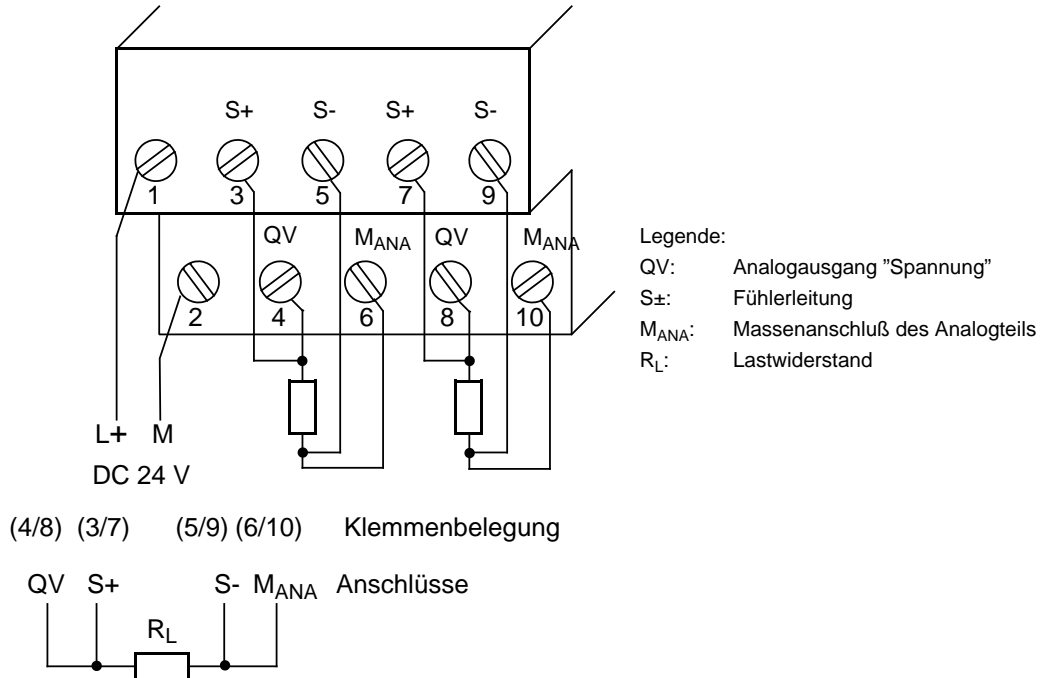 S+ S- S+ S-
1 3 5 7 9
QV MANA QV MANA
2 4 6 8 10
L+ M
DC 24 V
Legende:
QV: Analogausgang ”Spannung”
S±: Fühlerleitung
MANA: Massenanschluß des Analogteils
RL: Lastwiderstand
(4/8) (3/7) (5/9) (6/10) Klemmenbelegung
QV S+ S- MANA Anschlüsse
RL